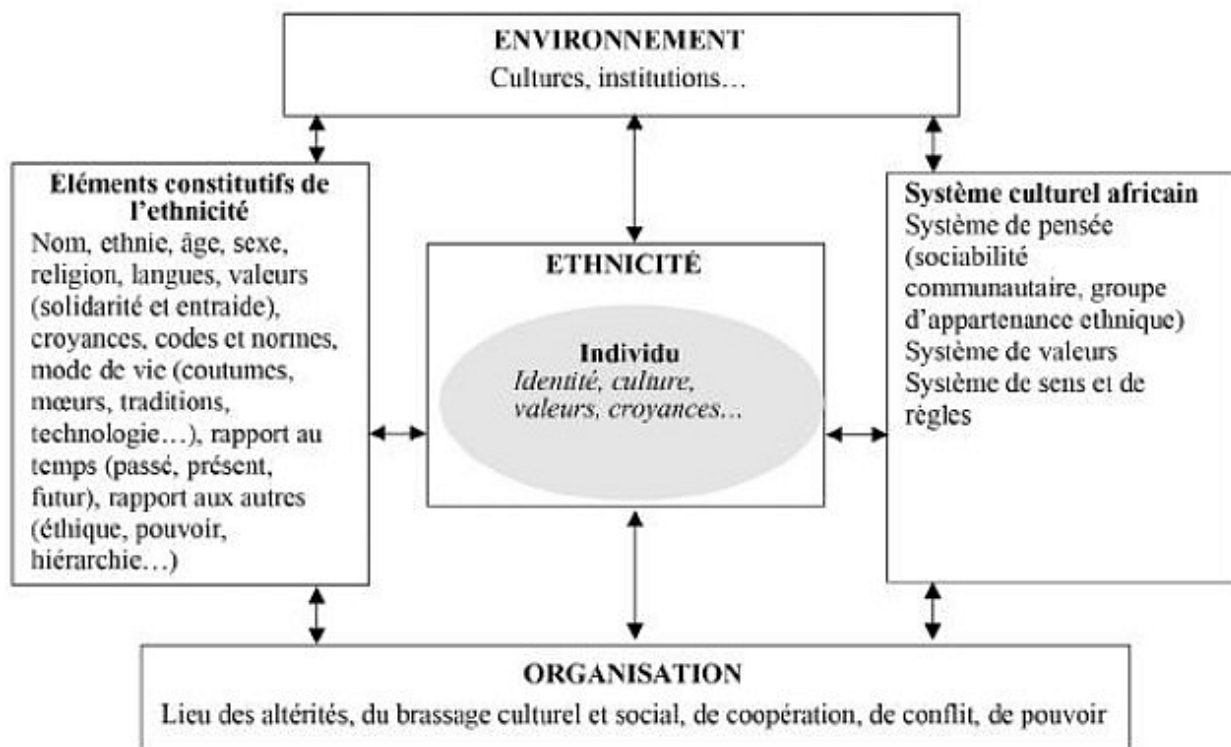 ENVIRONNEMENT
Cultures, institutions…
Éléments constitutifs de
l'ethnicité
Nom, ethnie, âge, sexe,
religion, langues, valeurs
(solidarité et entraide),
croyances, codes et normes,
mode de vie (coutumes,
mœurs, traditions,
technologie…), rapport au
temps (passé, présent,
futur), rapport aux autres
(éthique, pouvoir,
hiérarchie…)
ETHNICITÉ
Individu
Identité, culture,
valeurs, croyances…
Système culturel africain
Système de pensée
(sociabilité
communautaire, groupe
d'appartenance ethnique)
Système de valeurs
Système de sens et de
règles
ORGANISATION
Lieu des altérités, du brassage culturel et social, de coopération, de conflit, de pouvoir